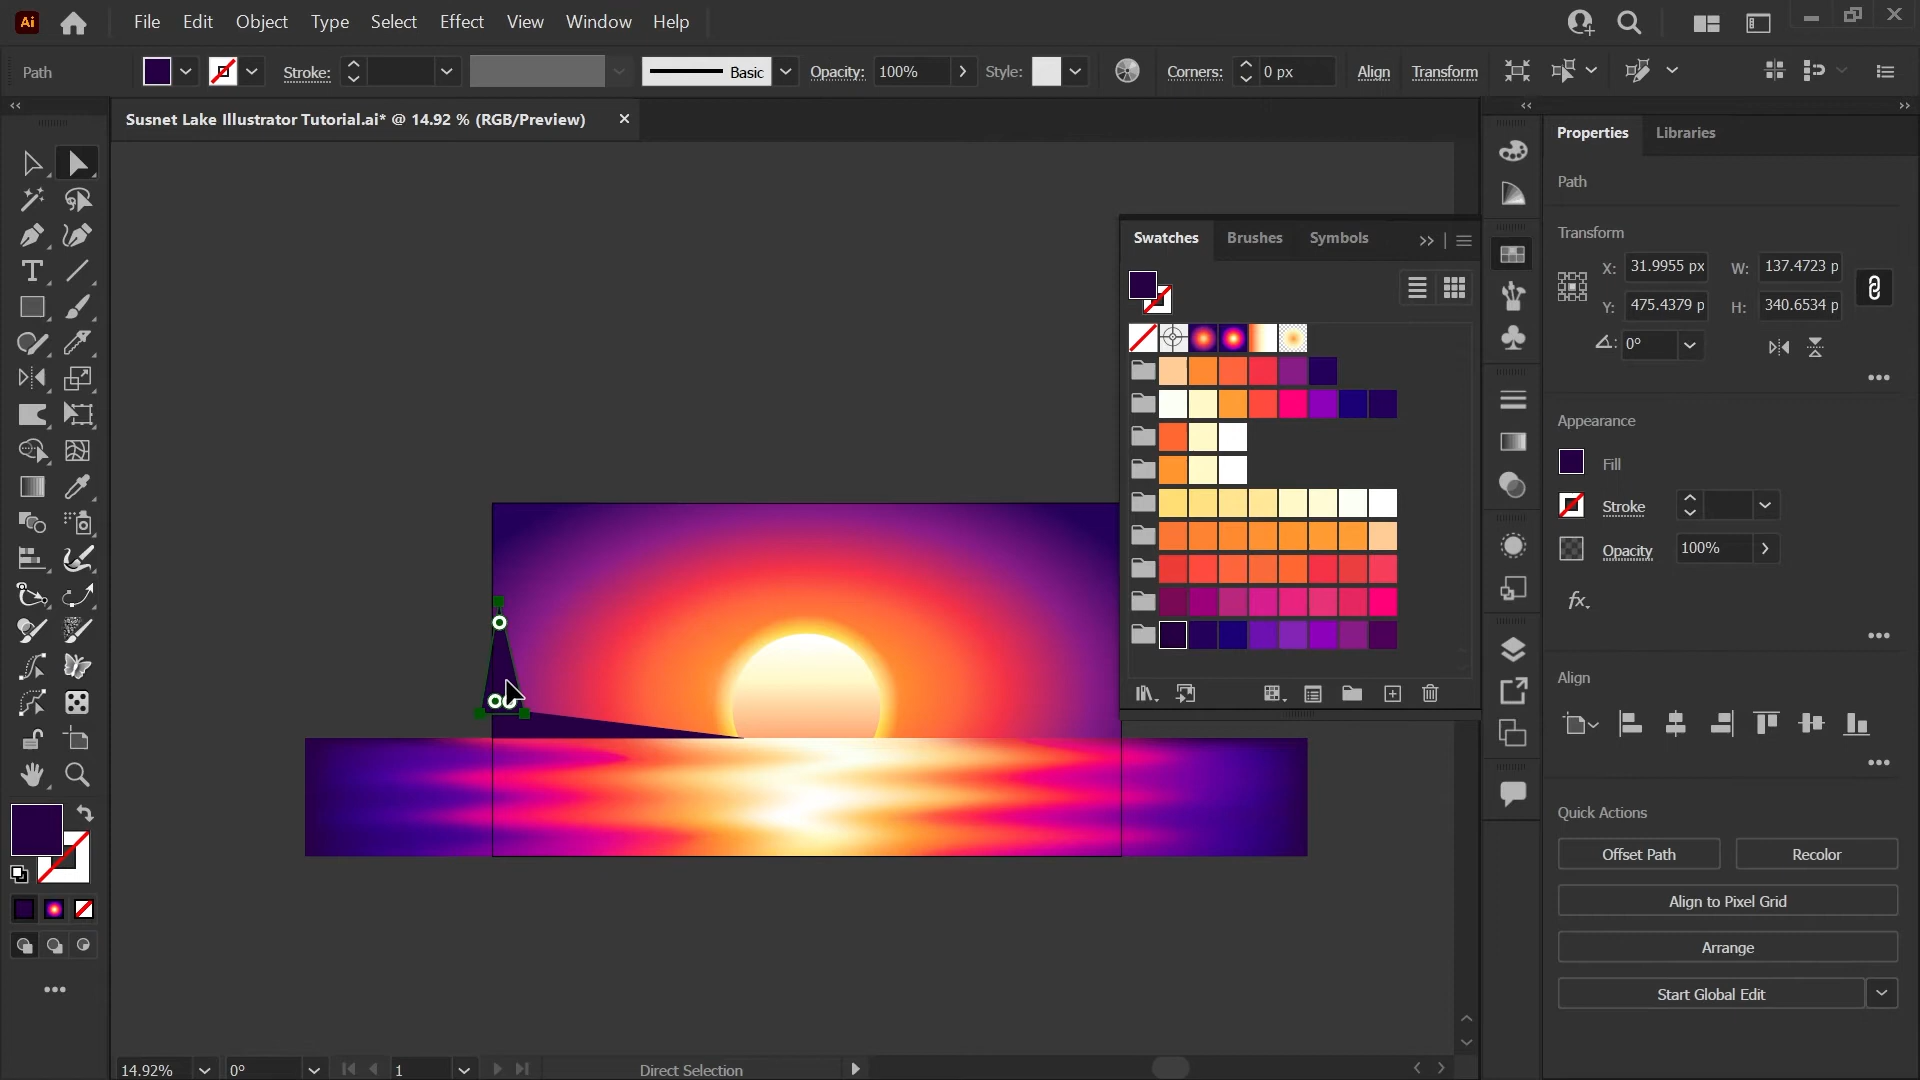 Ai File Edit Object Type Select Effect View Window Help
Path Stroke: Basic Opacity: 100% Style: Corners: 0 px Align Transform
Susnet Lake Illustrator Tutorial.ai* @ 14.92 % (RGB/Preview)
Swatches Brushes Symbols
Properties Libraries
Path
Transform
X: 31.9955 px W: 137.4723 p
Y: 475.4379 p H: 340.6534 p
0°
Appearance
Fill
Stroke
Opacity 100%
fx.
Align
Quick Actions
Offset Path Recolor
Align to Pixel Grid
Arrange
Start Global Edit
14.92% 0° 1 Direct Selection